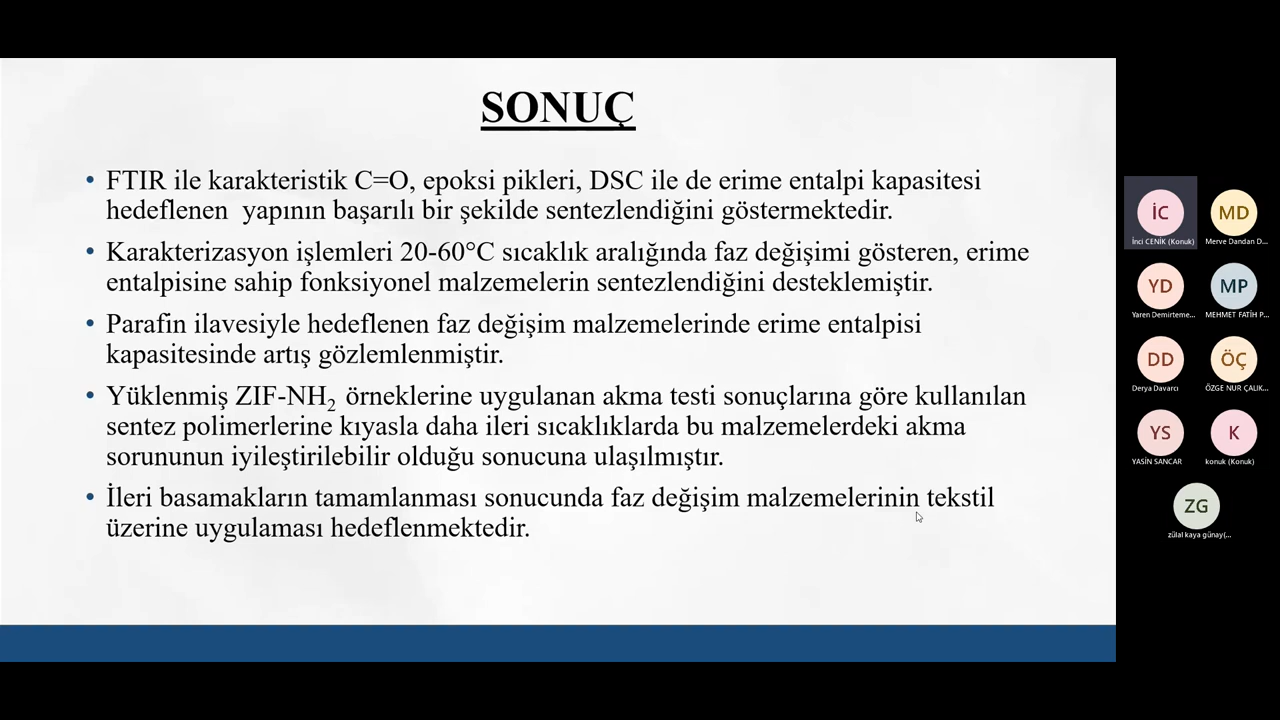 SONUÇ
• FTIR ile karakteristik C=O, epoksi pikleri, DSC ile de erime entalpi kapasitesi
hedeflenen yapının başarılı bir şekilde sentezlendiğini göstermektedir.
• Karakterizasyon işlemleri 20-60°C sıcaklık aralığında faz değişimi gösteren, erime
entalpisine sahip fonksiyonel malzemelerin sentezlendiğini desteklemiştir.
• Parafin ilavesiyle hedeflenen faz değişim malzemelerinde erime entalpisi
kapasitesinde artış gözlemlenmiştir.
• Yüklenmiş ZIF-NH₂ örneklerine uygulanan akma testi sonuçlarına göre kullanılan
sentez polimerlerine kıyasla daha ileri sıcaklıklarda bu malzemelerdeki akma
sorununun iyileştirilebilir olduğu sonucuna ulaşılmıştır.
• İleri basamakların tamamlanması sonucunda faz değişim malzemelerinin tekstil
üzerine uygulaması hedeflenmektedir.
İC
MD
İnci CENİK (Konuk)
Merve Dandan D...
YD
MP
Yaren Demirteme...
MEHMET FATİH P...
DD
ÖÇ
Derya Davarcı
ÖZGE NUR ÇALIK...
YS
K
YASİN SANCAR
konuk (Konuk)
ZG
zülal kaya günay(...